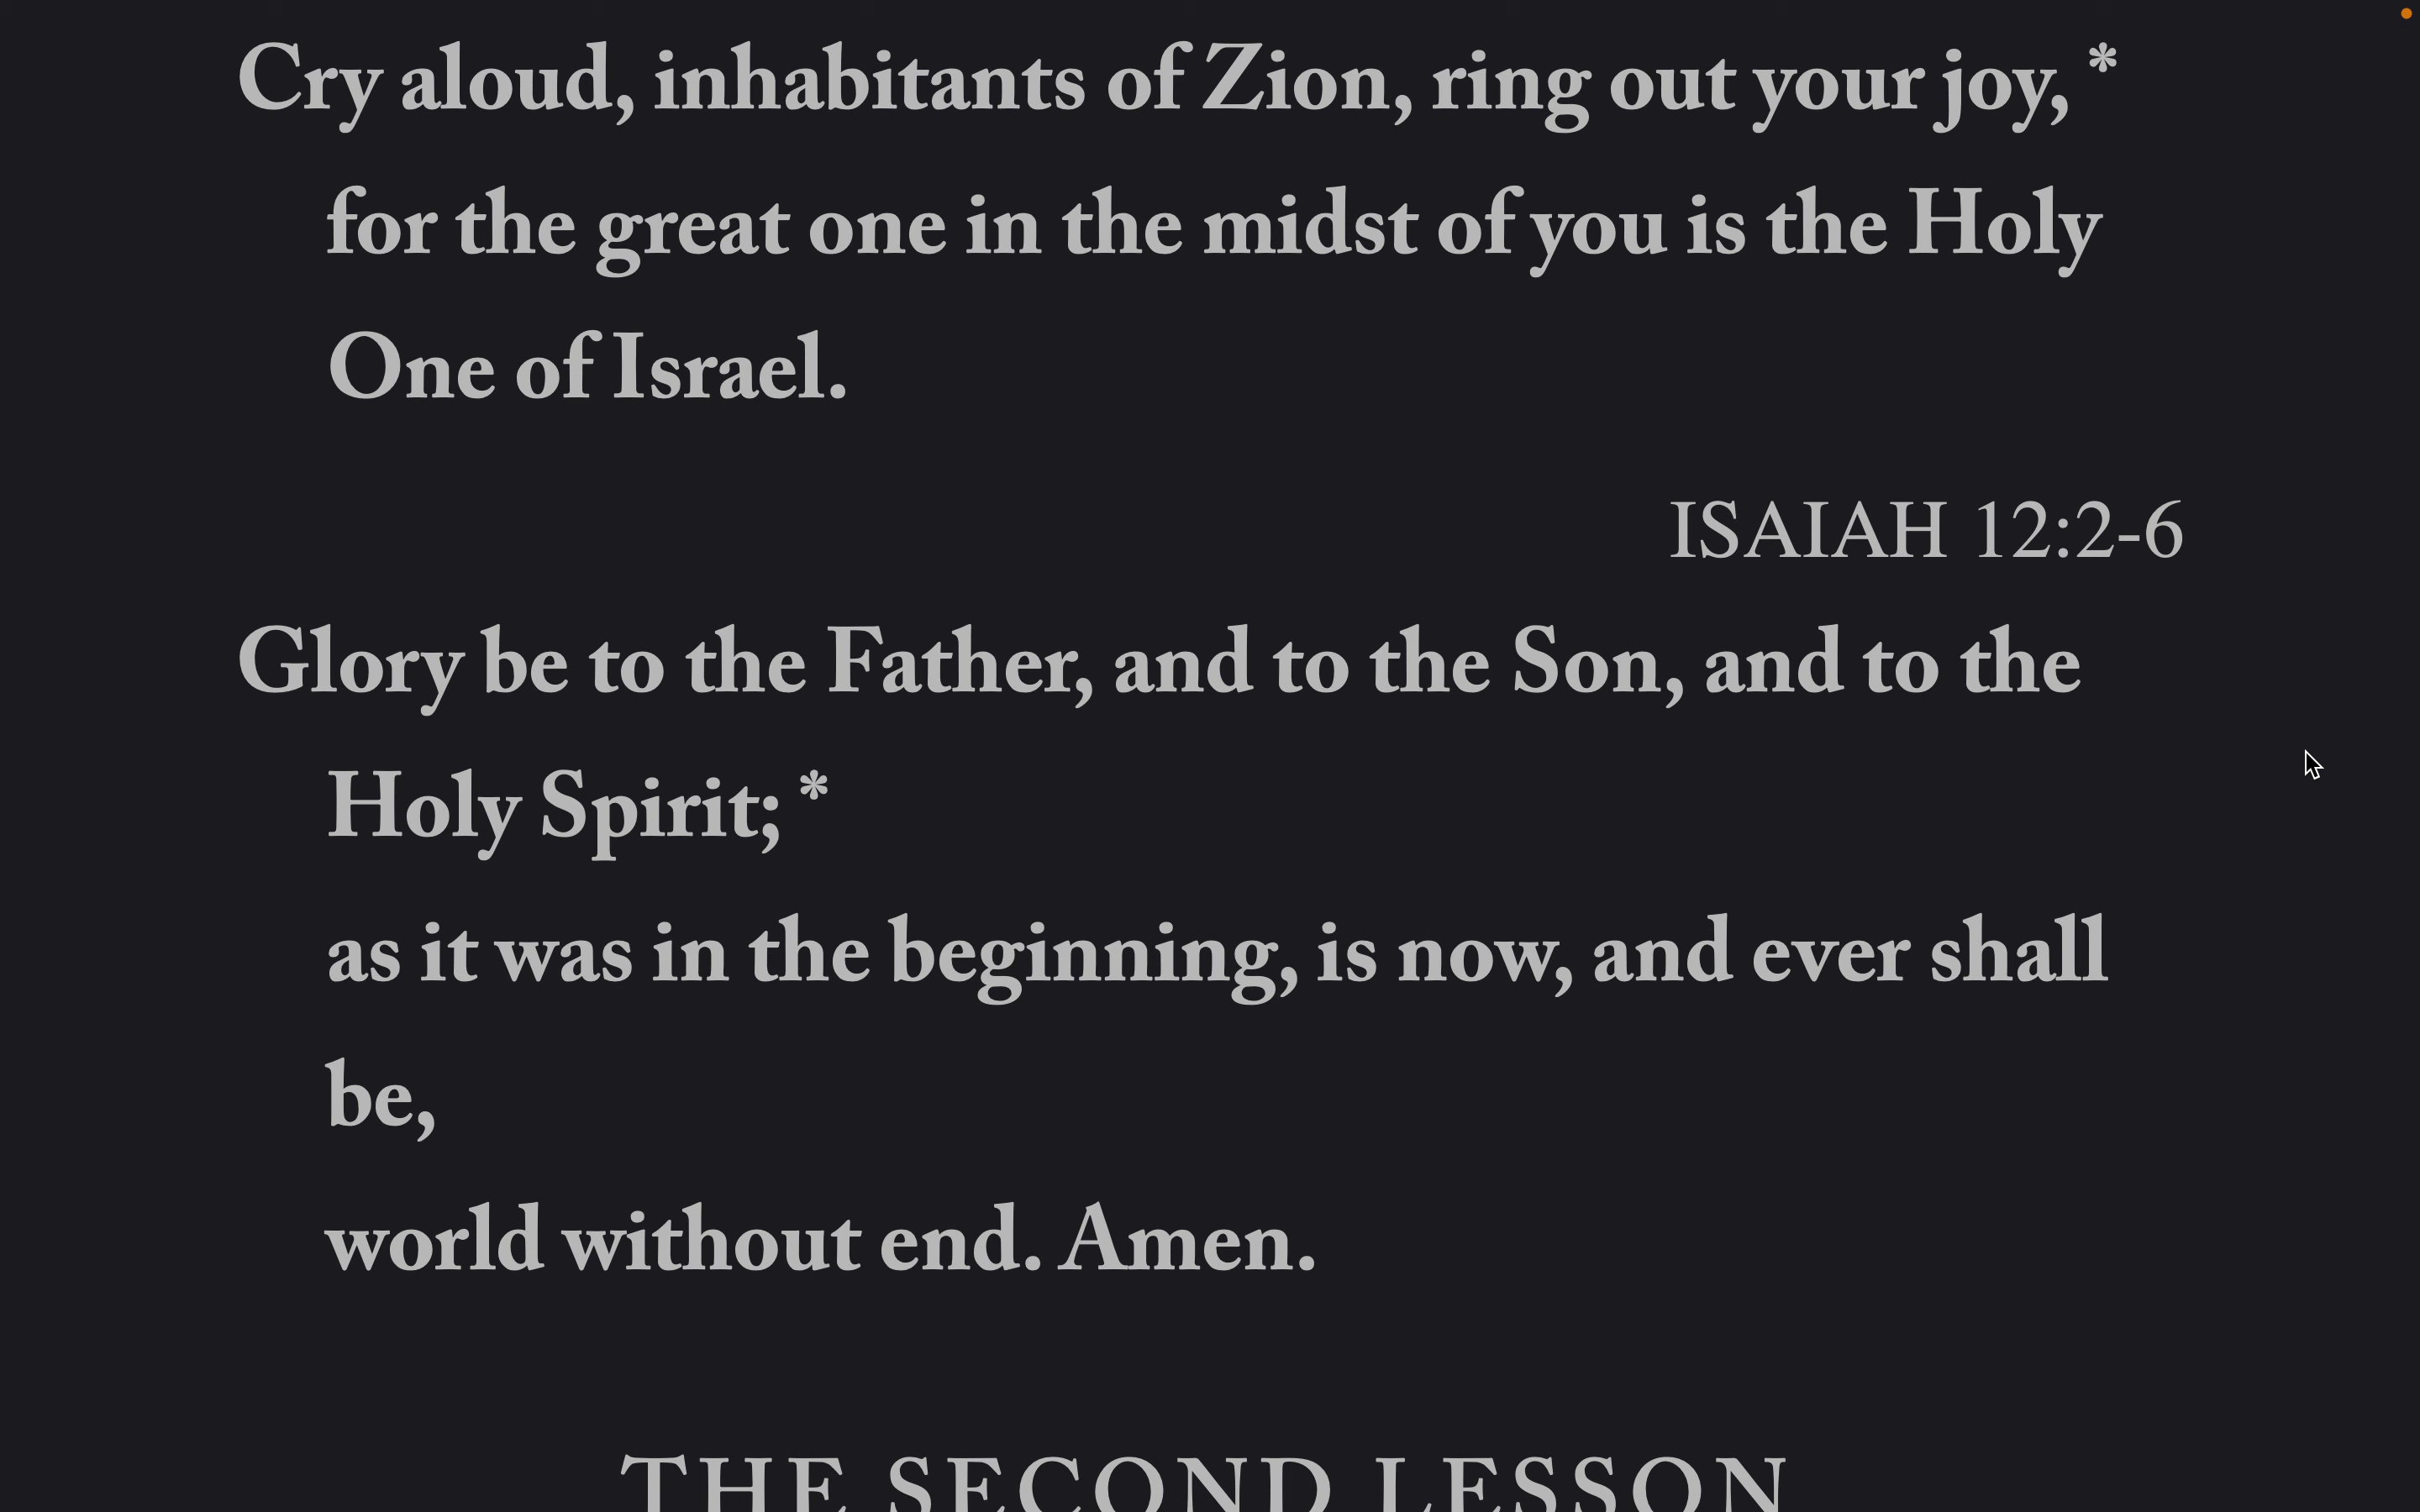 Cry aloud, inhabitants of Zion, ring out your joy, *
for the great one in the midst of you is the Holy
One of Israel.
ISAIAH 12:2-6
Glory be to the Father, and to the Son, and to the
Holy Spirit; *
as it was in the beginning, is now, and ever shall
be,
world without end. Amen.
THE SECOND LESSON